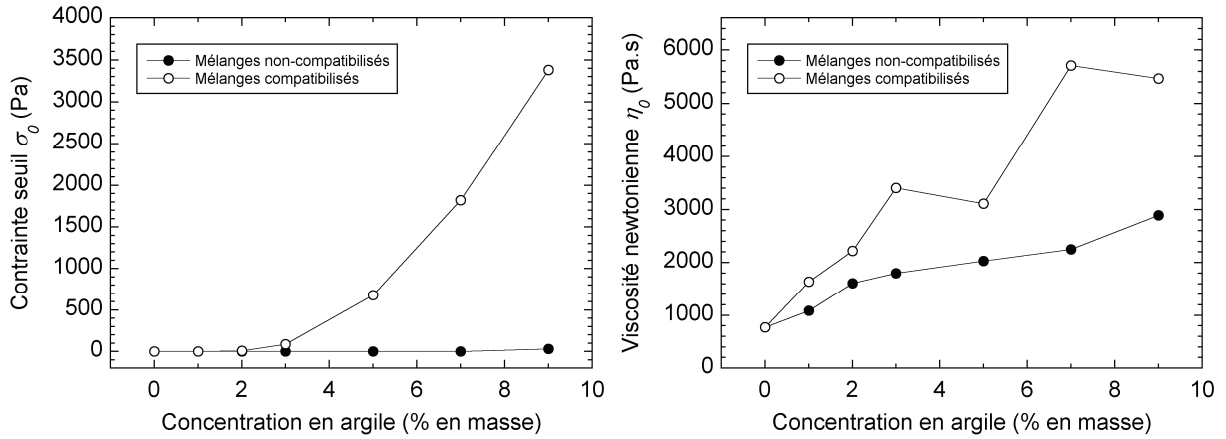 4000
3500
3000
2500
2000
1500
1000
500
0
Contrainte seuil σ0 (Pa)
Mélanges non-compatibilisés
Mélanges compatibilisés
0 2 4 6 8 10
Concentration en argile (% en masse)
6000
5000
4000
3000
2000
1000
0
Viscosité newtonienne η0 (Pa.s)
Mélanges non-compatibilisés
Mélanges compatibilisés
0 2 4 6 8 10
Concentration en argile (% en masse)